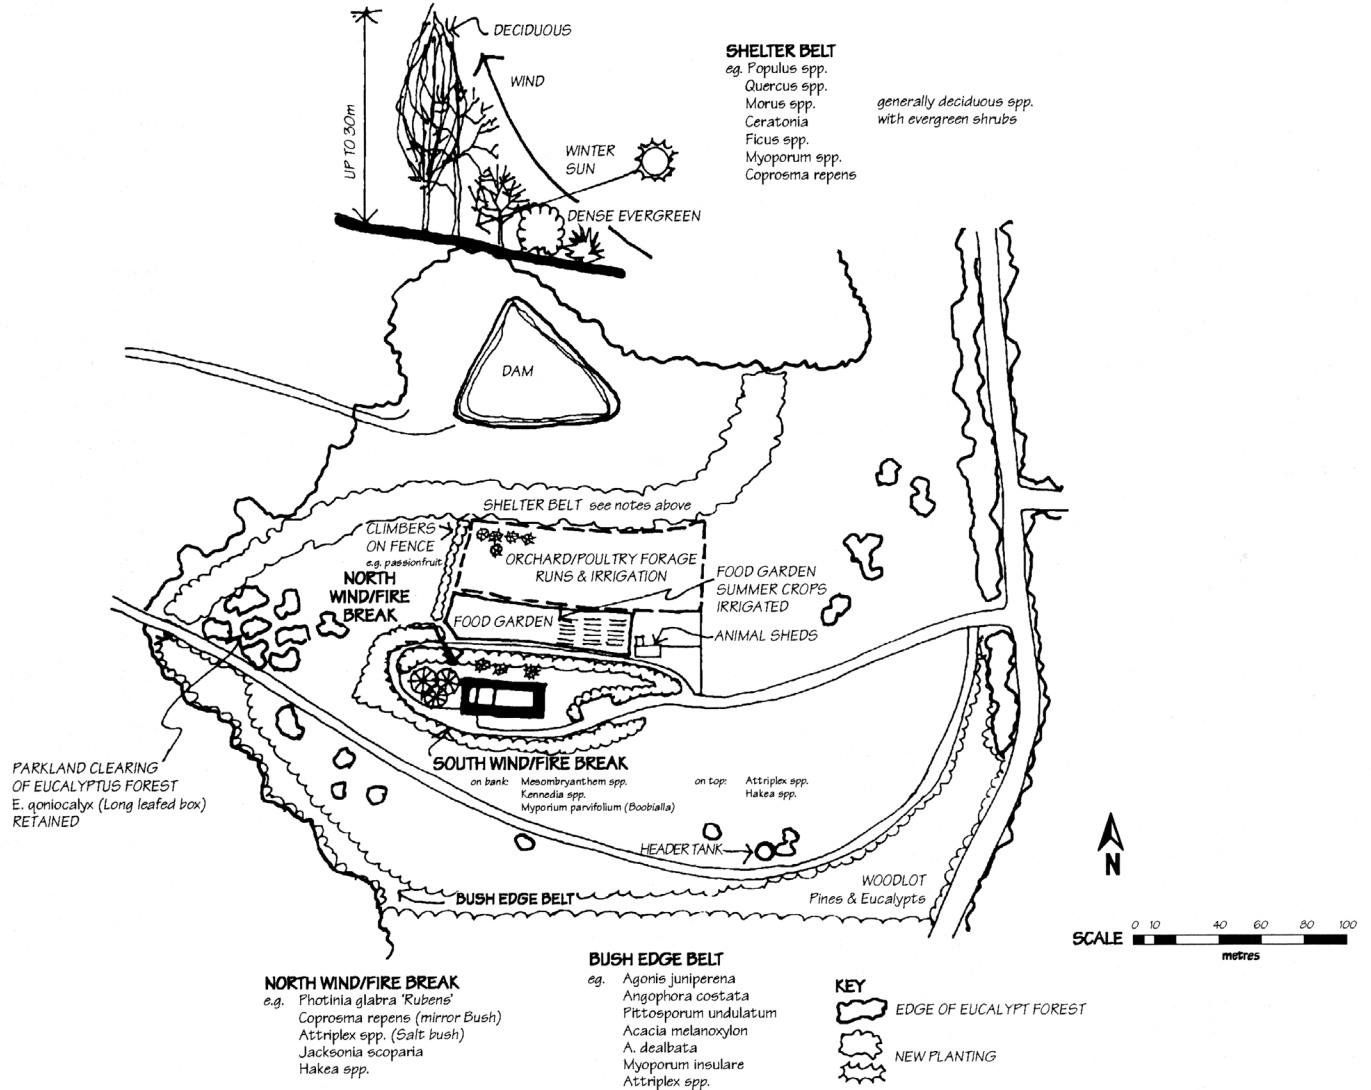 DECIDUOUS
WIND
UP TO 30m
WINTER
SUN
DENSE EVERGREEN
SHELTER BELT
eg. Populus spp.
Quercus spp.
Morus spp.
Ceratonia
Ficus spp.
Myoporum spp.
Coprosma repens
generally deciduous spp.
with evergreen shrubs
DAM
SHELTER BELT see notes above
CLIMBERS
ON FENCE
e.g. passionfruit
ORCHARD/POULTRY FORAGE
RUNS & IRRIGATION
NORTH
WIND/FIRE
BREAK
FOOD GARDEN
FOOD GARDEN
SUMMER CROPS
IRRIGATED
ANIMAL SHEDS
PARKLAND CLEARING
OF EUCALYPTUS FOREST
E. goniocalyx (Long leafed box)
RETAINED
SOUTH WIND/FIRE BREAK
on bank: Mesombryanthem spp.
Kennedia spp.
Myporium parvifolium (Boobialla)
on top: Attriplex spp.
Hakea spp.
HEADER TANK
WOODLOT
Pines & Eucalypts
BUSH EDGE BELT
N
SCALE 0 10 40 60 80 100
metres
NORTH WIND/FIRE BREAK
e.g. Photinia glabra 'Rubens'
Coprosma repens (mirror Bush)
Attriplex spp. (Salt bush)
Jacksonia scoparia
Hakea spp.
BUSH EDGE BELT
eg. Agonis juniperena
Angophora costata
Pittosporum undulatum
Acacia melanoxylon
A. dealbata
Myoporum insulare
Attriplex spp.
KEY
EDGE OF EUCALYPT FOREST
NEW PLANTING